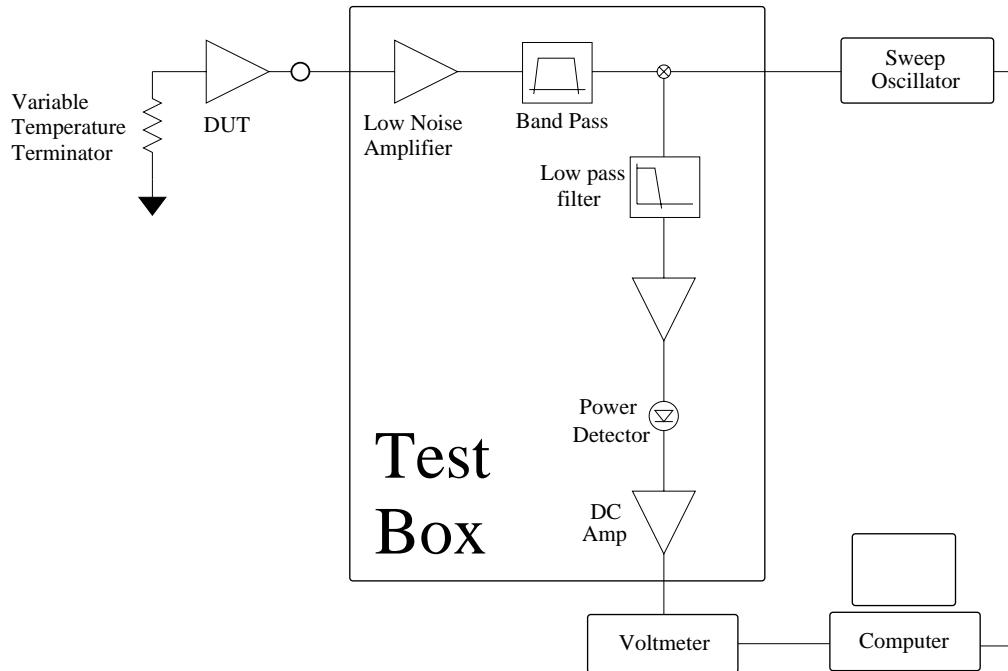 Sweep
Oscillator
Variable
Temperature
Terminator
DUT
Low Noise
Amplifier
Band Pass
Low pass
filter
Power
Detector
Test
Box
DC
Amp
Voltmeter
Computer